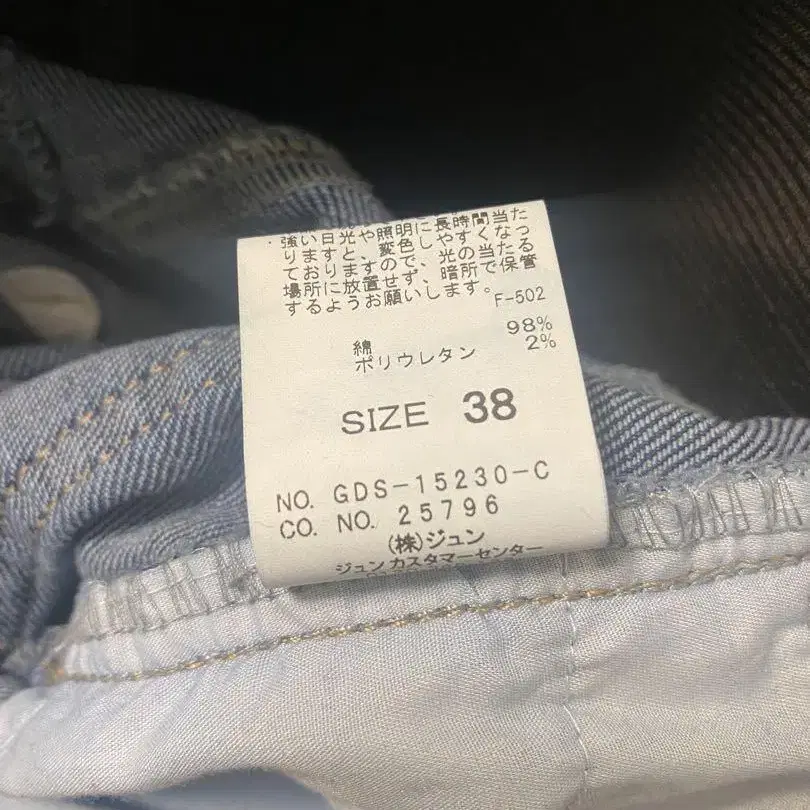 ・強い日光や照明に長時間当た
りますと、変色しやすくなっ
ておりますので、光の当たる
場所に放置せず、暗所で保管
するようお願いします。
F-502
綿 98%
ポリウレタン 2%
SIZE 38
NO. GDS-15230-C
CO. NO. 25796
(株)ジュン
ジュン カスタマーセンター